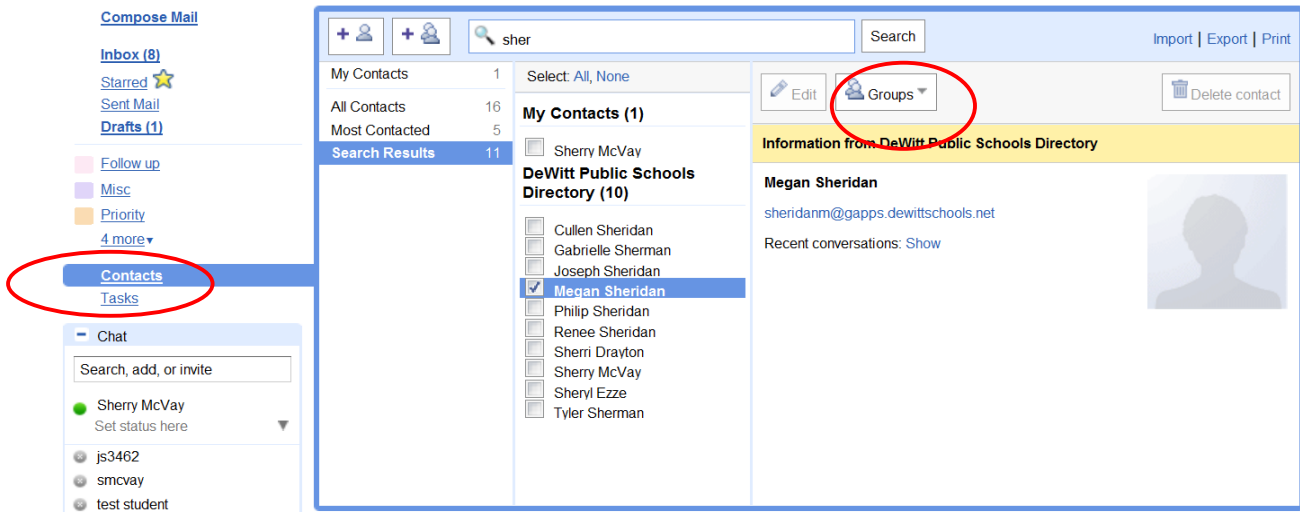 Compose Mail
Inbox (8)
Starred
Sent Mail
Drafts (1)
Follow up
Misc
Priority
4 more▾
Contacts
Tasks
Chat
Search, add, or invite
Sherry McVay
Set status here
js3462
smcvay
test student
sher
Search
Import | Export | Print
My Contacts 1
All Contacts 16
Most Contacted 5
Search Results 11
Select: All, None
My Contacts (1)
Sherry McVay
DeWitt Public Schools
Directory (10)
Cullen Sheridan
Gabrielle Sherman
Joseph Sheridan
Megan Sheridan
Philip Sheridan
Renee Sheridan
Sherri Drayton
Sherry McVay
Sheryl Ezze
Tyler Sherman
Edit
Groups
Delete contact
Information from DeWitt Public Schools Directory
Megan Sheridan
sheridanm@gapps.dewittschools.net
Recent conversations: Show